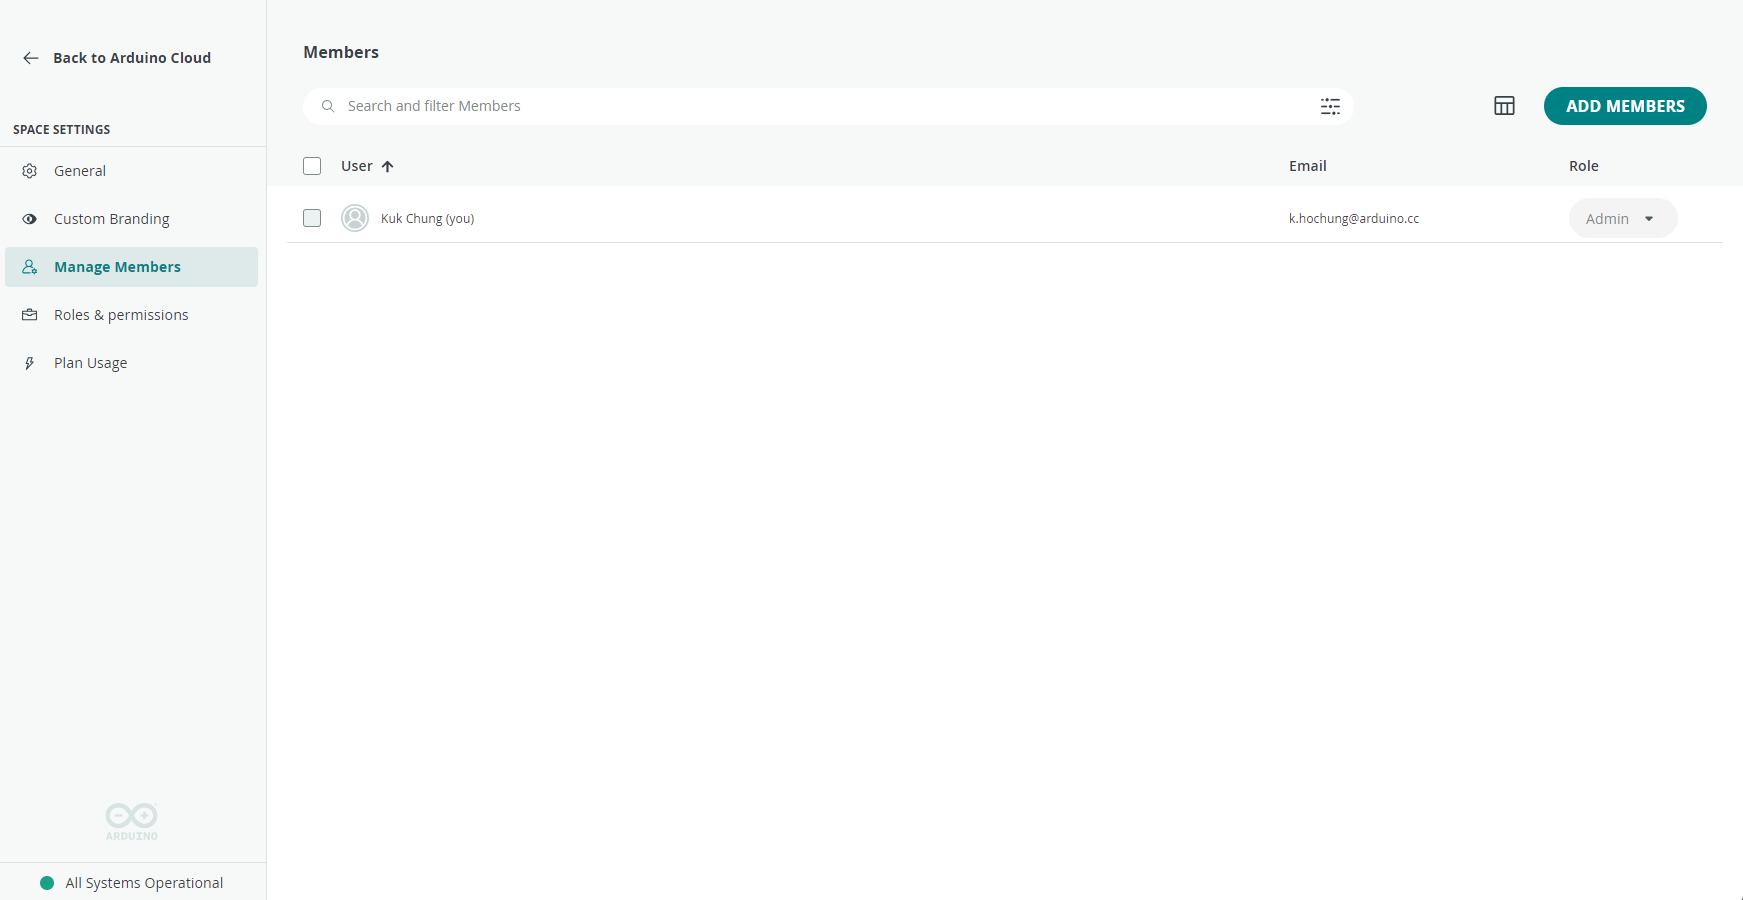 Back to Arduino Cloud
SPACE SETTINGS
General
Custom Branding
Manage Members
Roles & permissions
Plan Usage
ARDUINO
All Systems Operational
Members
Search and filter Members
ADD MEMBERS
User Email Role
Kuk Chung (you) k.hochung@arduino.cc Admin